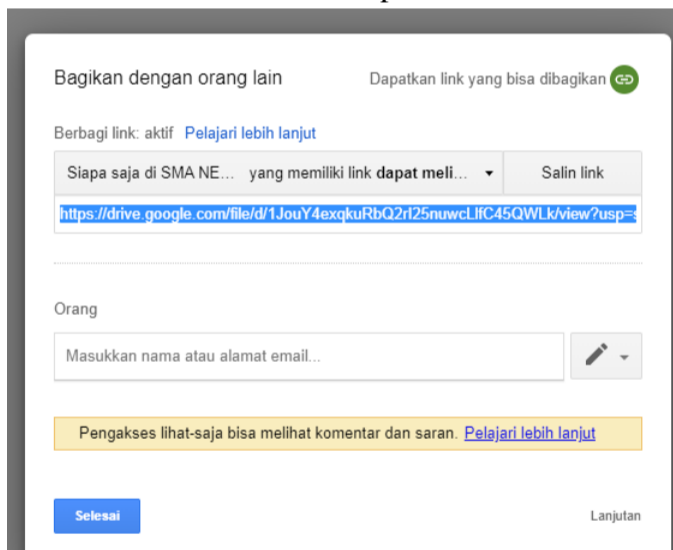 Bagikan dengan orang lain Dapatkan link yang bisa dibagikan
Berbagi link: aktif Pelajari lebih lanjut
Siapa saja di SMA NE... yang memiliki link dapat meli... Salin link
https://drive.google.com/file/d/1JouY4exqkuRbQ2rI25nuwcLlfC45QWLk/view?usp=s
Orang
Masukkan nama atau alamat email...
Pengakses lihat-saja bisa melihat komentar dan saran. Pelajari lebih lanjut
Selesai Lanjutan